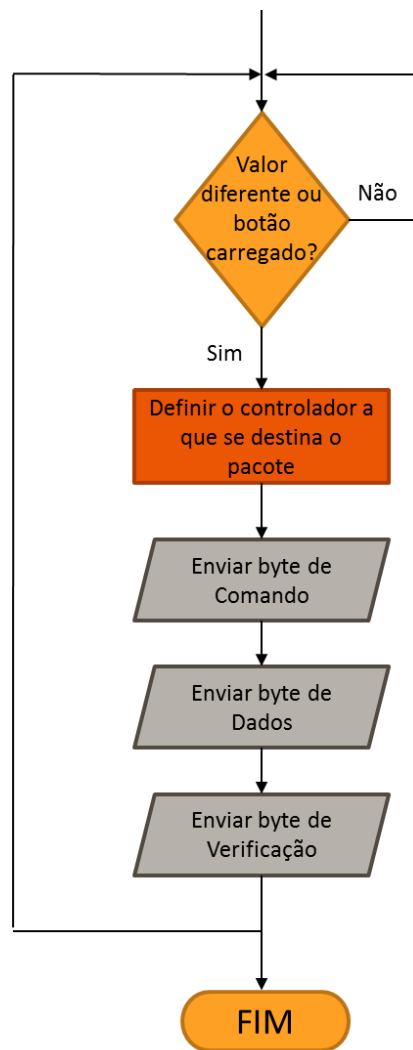 Valor
diferente ou
botão
carregado?
Não
Sim
Definir o controlador a
que se destina o
pacote
Enviar byte de
Comando
Enviar byte de
Dados
Enviar byte de
Verificação
FIM